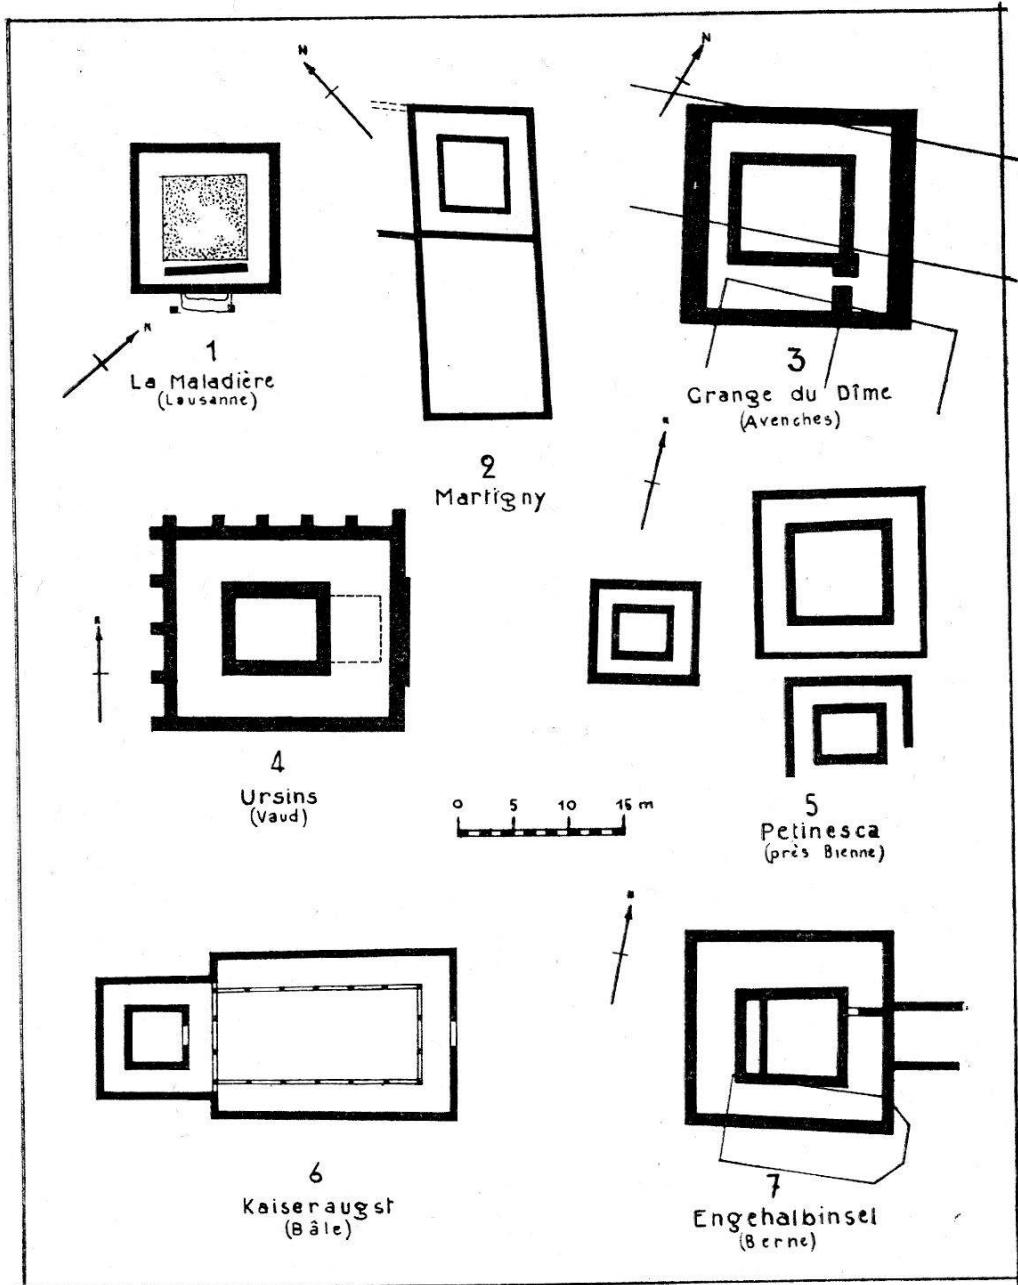 N
N
N
1
La Maladière
(Lausanne)
2
Martigny
3
Grange du Dîme
(Avenches)
N
N
4
Ursins
(Vaud)
0 5 10 15 m
5
Petinesca
(près Bienne)
6
Kaiseraugst
(Bâle)
7
Engehalbinsel
(Berne)